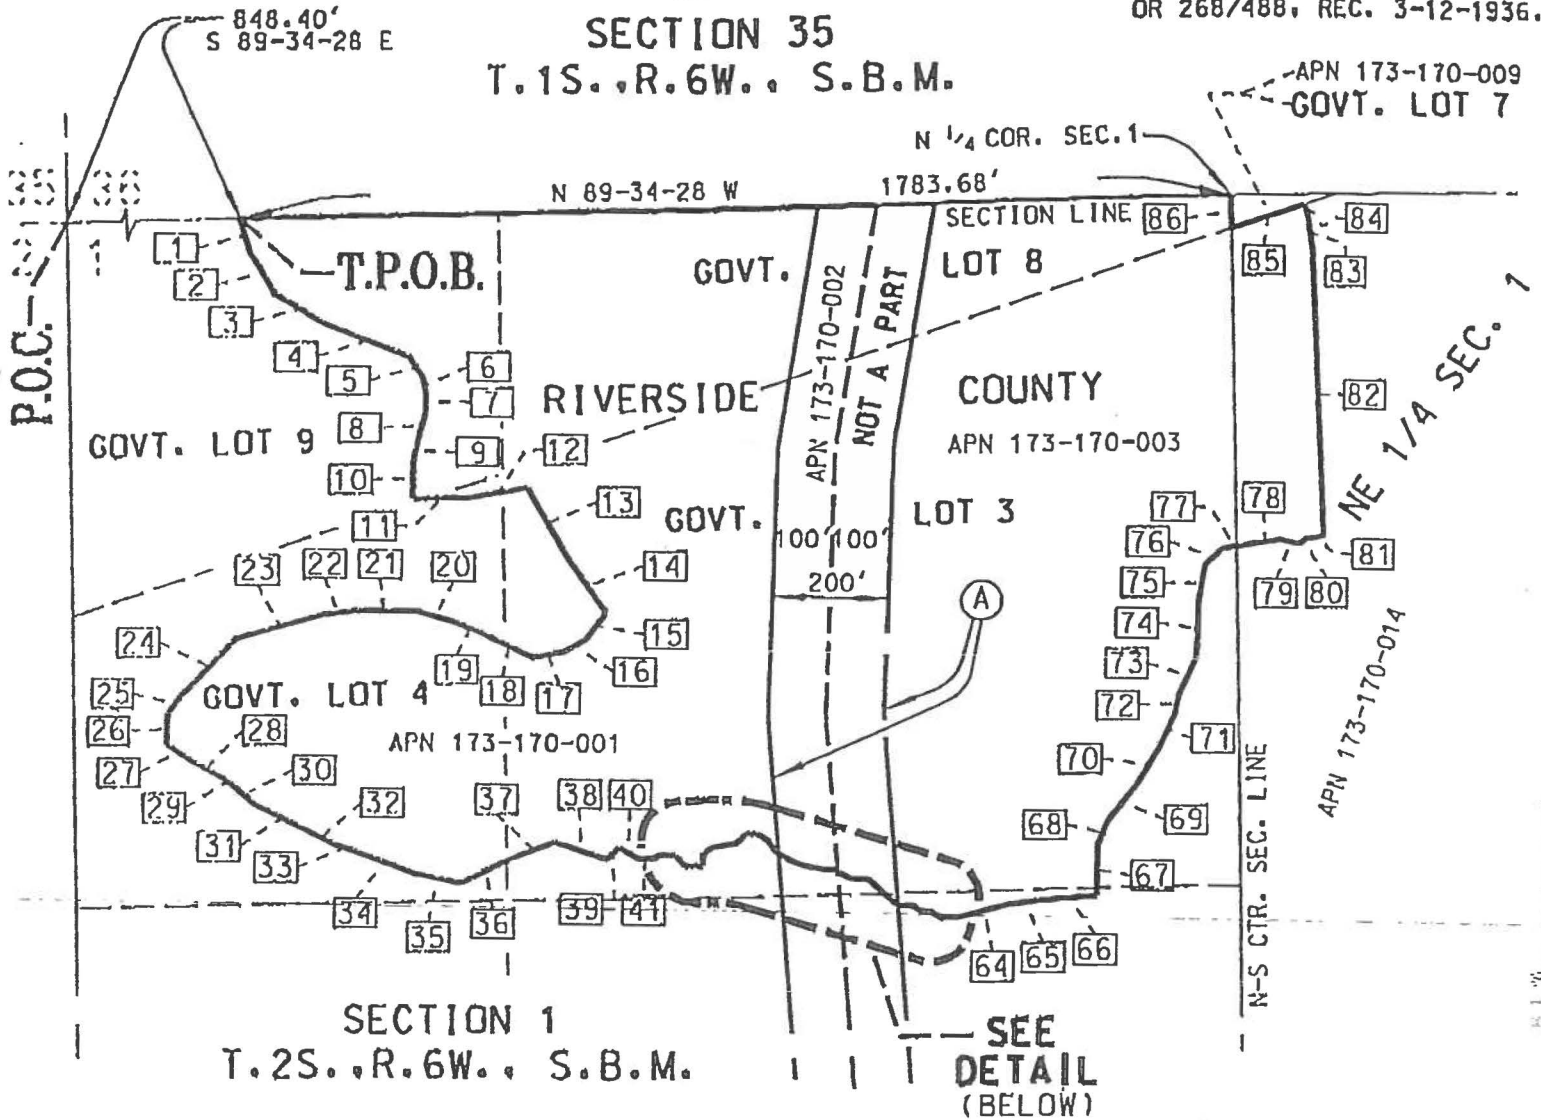 848.40'
S 89-34-28 E
SECTION 35
T.1S.,R.6W., S.B.M.
OR 268/488, REC. 3-12-1936.
APN 173-170-009
GOVT. LOT 7
N 1/4 COR. SEC.1
35 36
2 1
N 89-34-28 W
1783.68'
SECTION LINE
86
84
85
83
1
2
3
4
5
6
7
8
9
10
11
12
13
14
15
16
17
18
19
20
21
22
23
24
25
26
27
28
29
30
31
32
33
34
35
36
37
38
39
40
41
P.O.C.
T.P.O.B.
GOVT. LOT 8
APN 173-170-002
NOT A PART
RIVERSIDE COUNTY
APN 173-170-003
GOVT. LOT 9
GOVT. LOT 3
100' 100'
200'
A
82
NE 1/4 SEC. 1
77
78
76
75
79
80
81
74
73
72
71
70
69
68
67
66
65
64
GOVT. LOT 4
APN 173-170-001
APN 173-170-014
N-S CTR. SEC. LINE
SECTION 1
T.2S.,R.6W., S.B.M.
SEE
DETAIL
(BELOW)